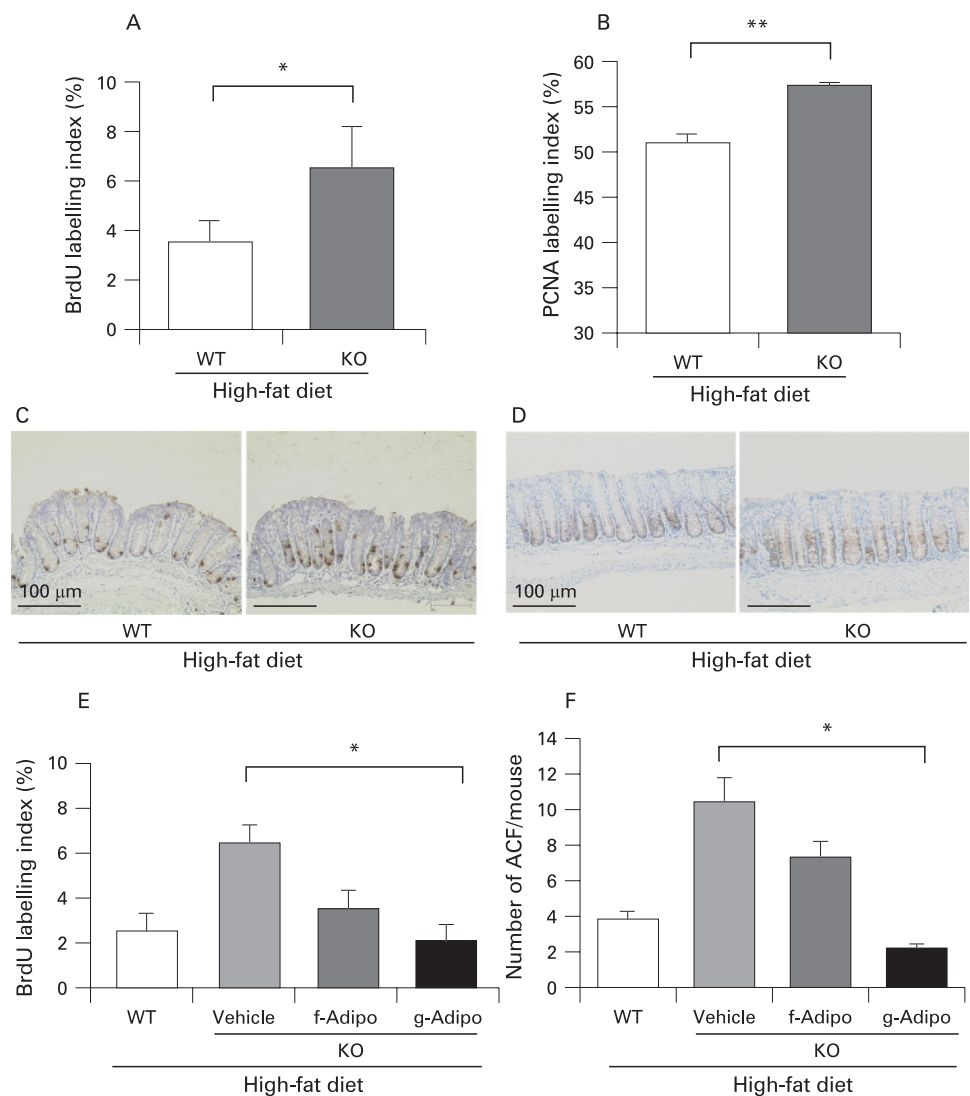 A
BrdU labelling index (%)
10
8
6
4
2
0
*
WT KO
High-fat diet
B
PCNA labelling index (%)
60
55
50
45
40
35
30
**
WT KO
High-fat diet
C
100 μm
WT KO
High-fat diet
D
100 μm
WT KO
High-fat diet
E
BrdU labelling index (%)
10
8
6
4
2
0
*
WT Vehicle f-Adipo g-Adipo
KO
High-fat diet
F
Number of ACF/mouse
14
12
10
8
6
4
2
0
*
WT Vehicle f-Adipo g-Adipo
KO
High-fat diet